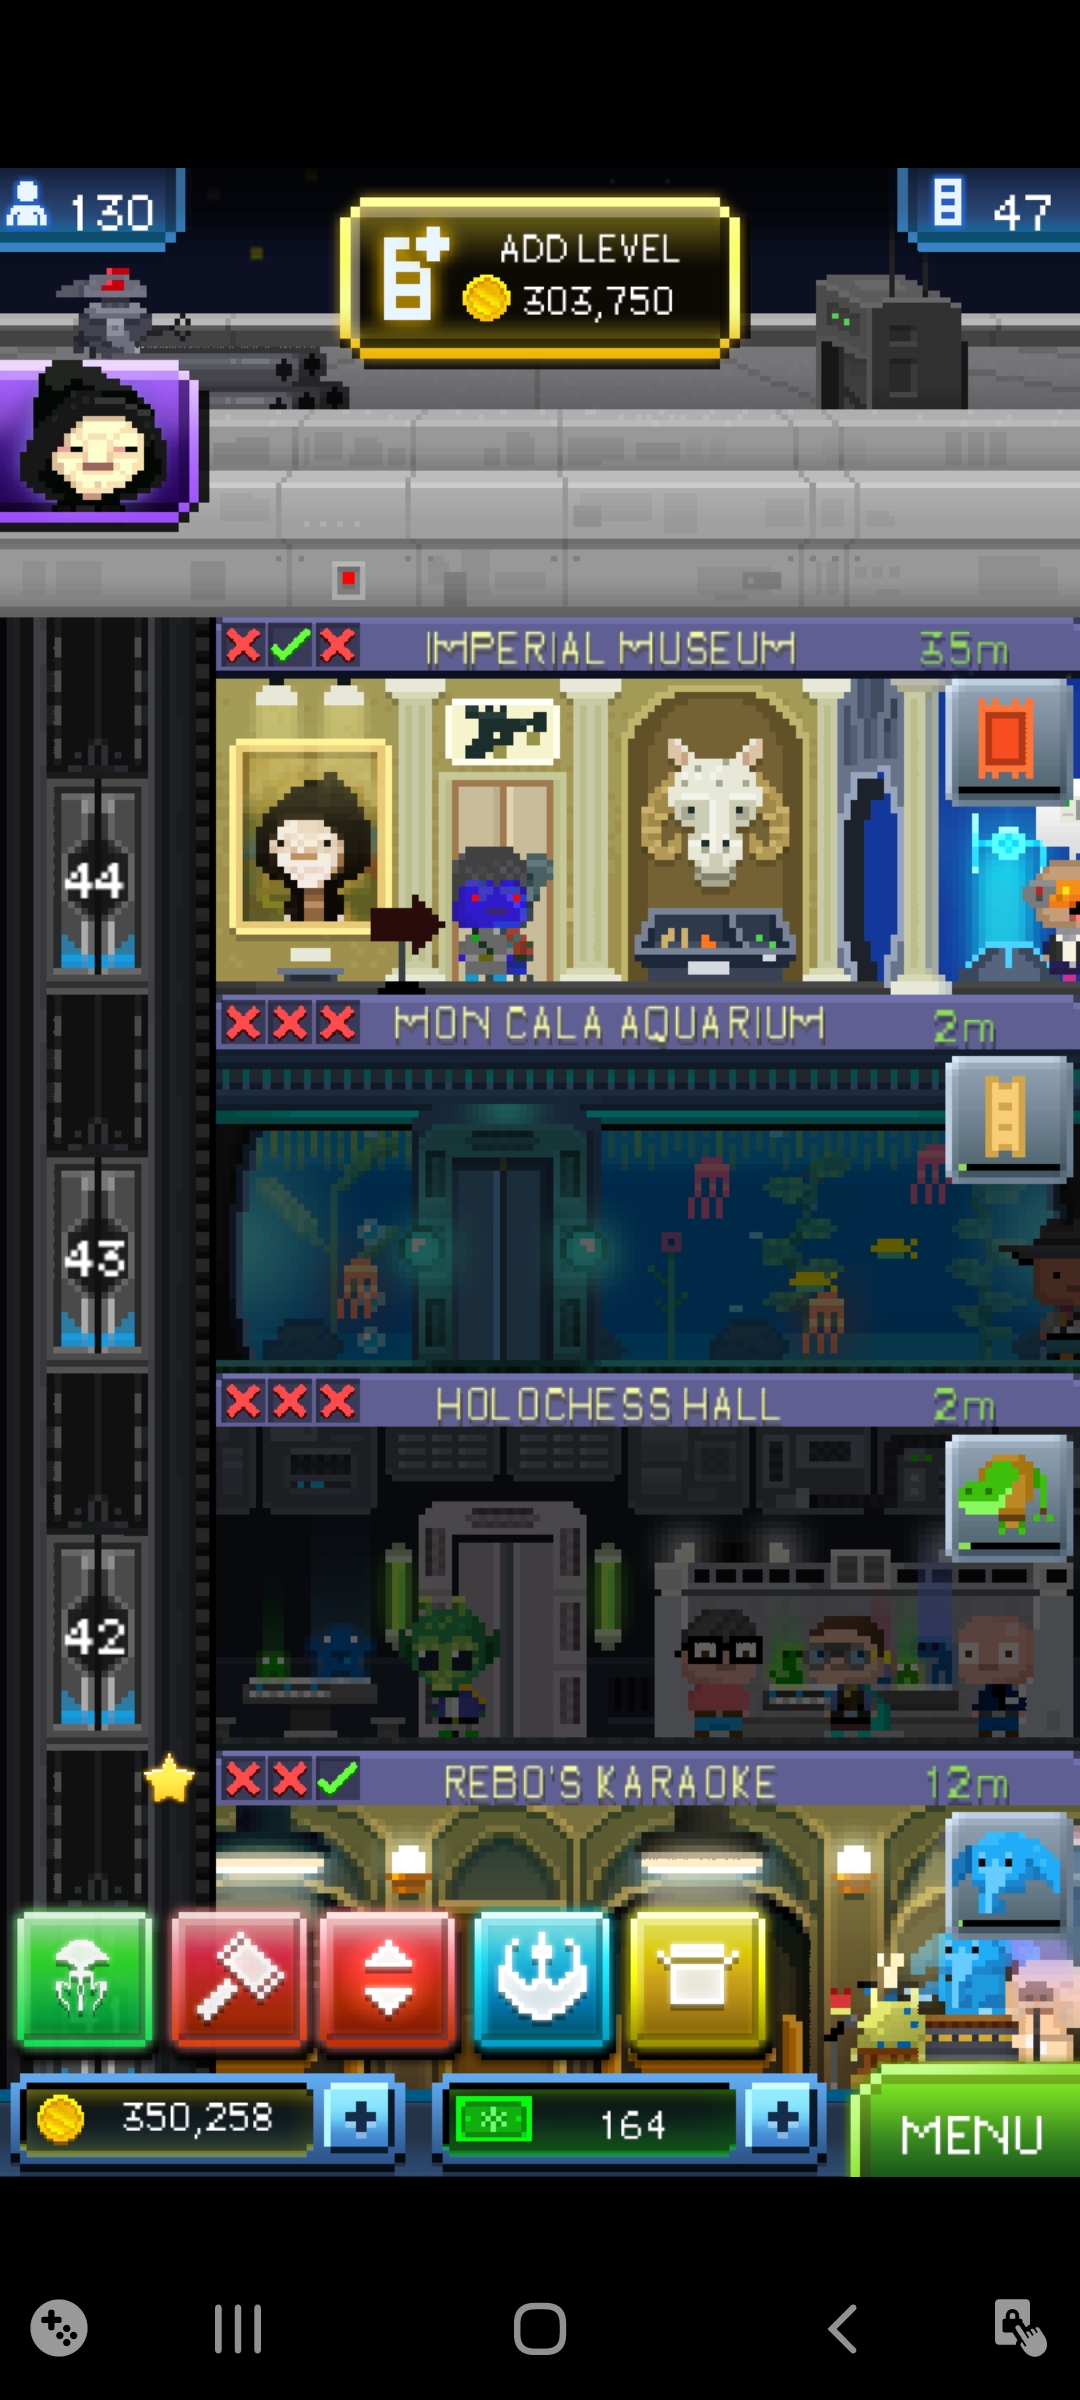 130
47
ADD LEVEL
303,750
IMPERIAL MUSEUM 35m
44
MON CALA AQUARIUM 2m
43
HOLOCHESS HALL 2m
42
REBO'S KARAOKE 12m
350,258
164
MENU